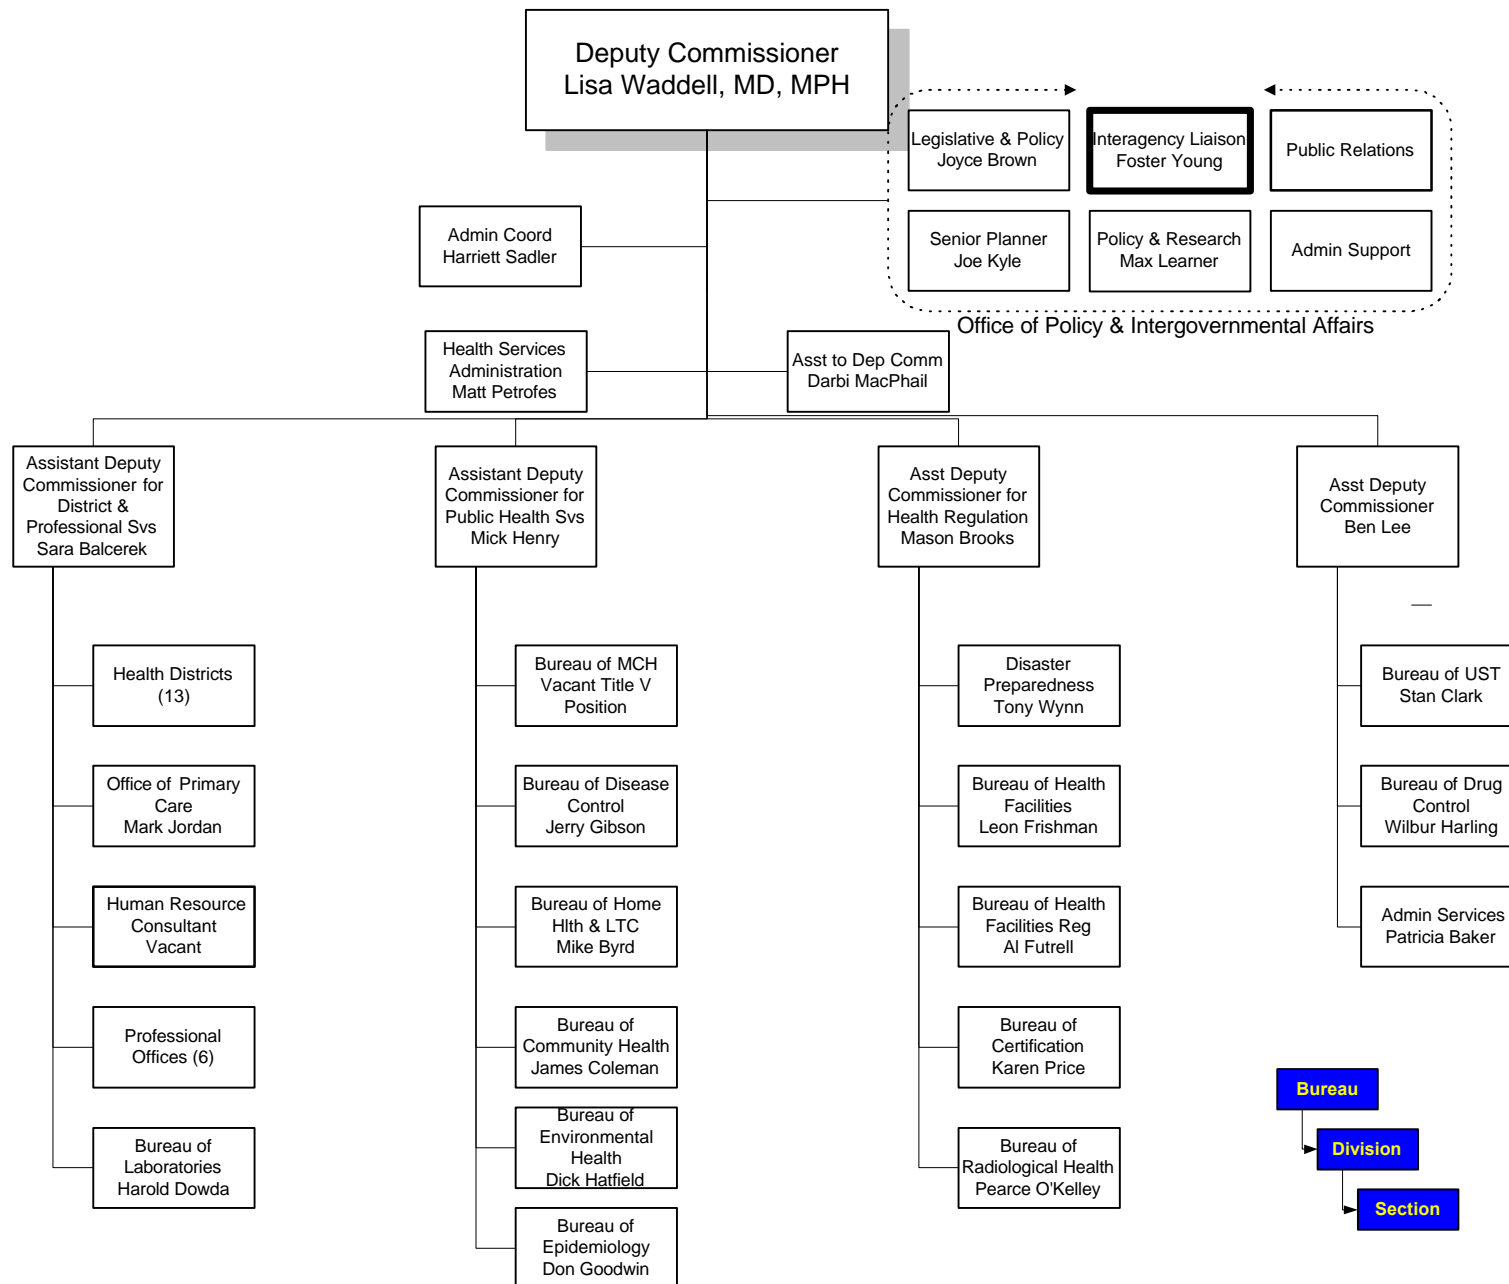 Deputy Commissioner
Lisa Waddell, MD, MPH
Legislative & Policy
Joyce Brown
Interagency Liaison
Foster Young
Public Relations
Senior Planner
Joe Kyle
Policy & Research
Max Learner
Admin Support
Office of Policy & Intergovernmental Affairs
Admin Coord
Harriett Sadler
Health Services
Administration
Matt Petrofes
Asst to Dep Comm
Darbi MacPhail
Assistant Deputy
Commissioner for
District &
Professional Svs
Sara Balcerek
Assistant Deputy
Commissioner for
Public Health Svs
Mick Henry
Asst Deputy
Commissioner for
Health Regulation
Mason Brooks
Asst Deputy
Commissioner
Ben Lee
Health Districts
(13)
Office of Primary
Care
Mark Jordan
Human Resource
Consultant
Vacant
Professional
Offices (6)
Bureau of
Laboratories
Harold Dowda
Bureau of MCH
Vacant Title V
Position
Bureau of Disease
Control
Jerry Gibson
Bureau of Home
Hlth & LTC
Mike Byrd
Bureau of
Community Health
James Coleman
Bureau of
Environmental
Health
Dick Hatfield
Bureau of
Epidemiology
Don Goodwin
Disaster
Preparedness
Tony Wynn
Bureau of Health
Facilities
Leon Frishman
Bureau of Health
Facilities Reg
Al Futrell
Bureau of
Certification
Karen Price
Bureau of
Radiological Health
Pearce O'Kelley
Bureau of UST
Stan Clark
Bureau of Drug
Control
Wilbur Harling
Admin Services
Patricia Baker
Bureau
Division
Section